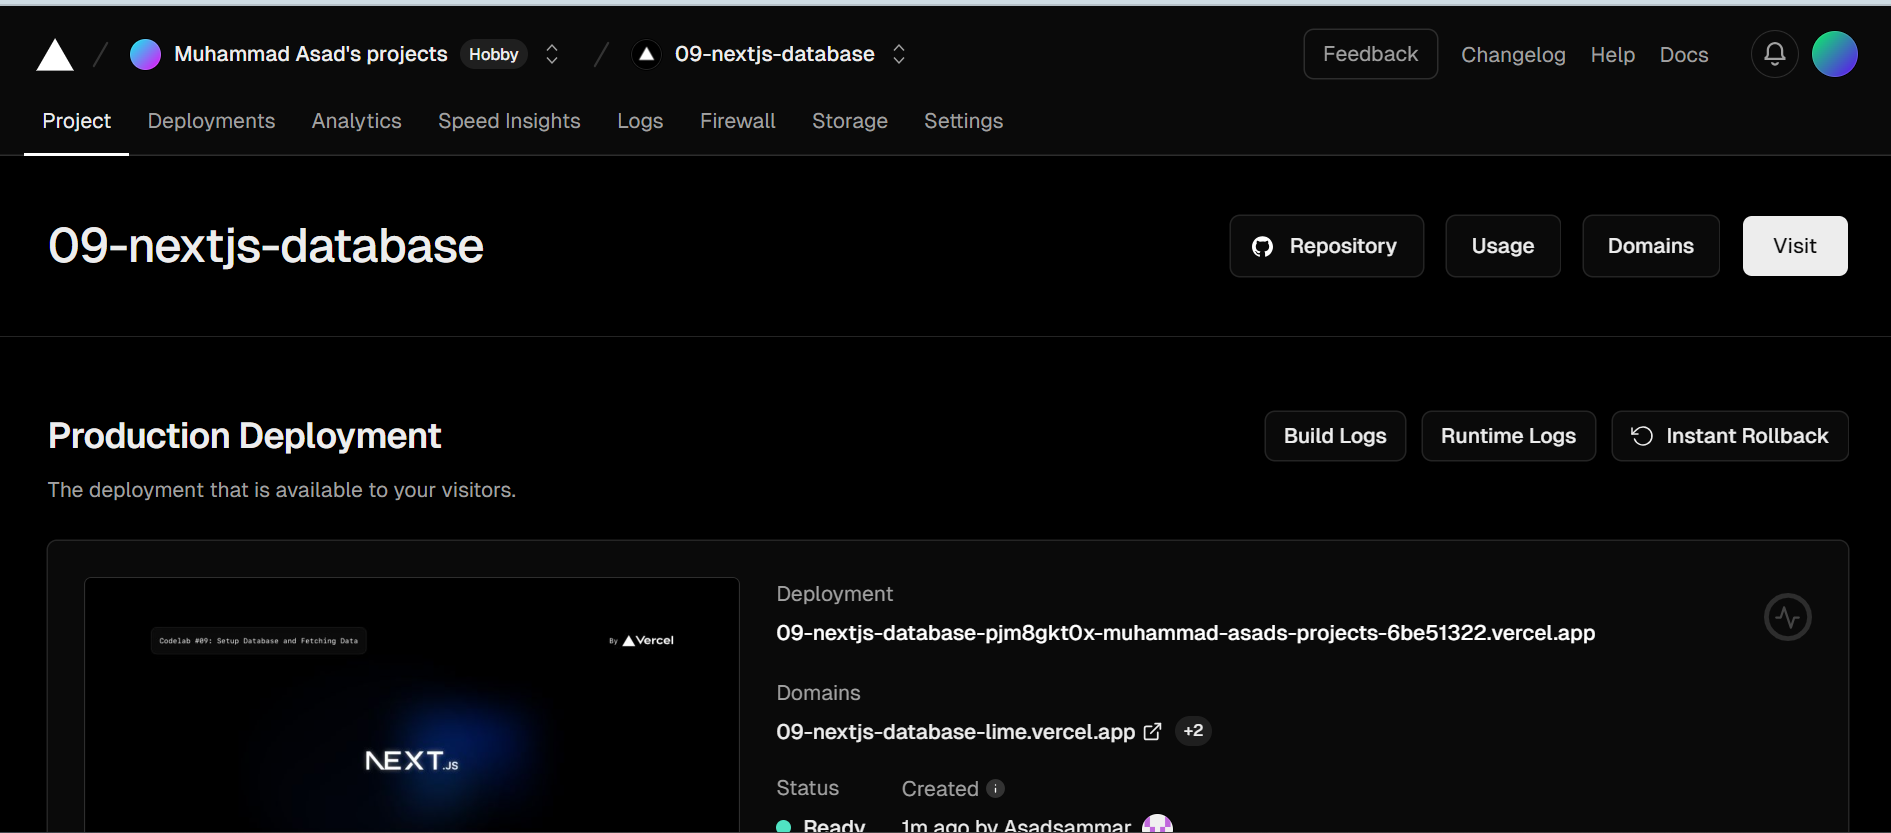 Muhammad Asad's projects Hobby 09-nextjs-database Feedback Changelog Help Docs
Project Deployments Analytics Speed Insights Logs Firewall Storage Settings
09-nextjs-database Repository Usage Domains Visit
Production Deployment Build Logs Runtime Logs Instant Rollback
The deployment that is available to your visitors.
Codelab #09: Setup Database and Fetching Data By Vercel
NEXT.JS
Deployment
09-nextjs-database-pjm8gkt0x-muhammad-asads-projects-6be51322.vercel.app
Domains
09-nextjs-database-lime.vercel.app +2
Status Created
Ready 1m ago by Asadsammar